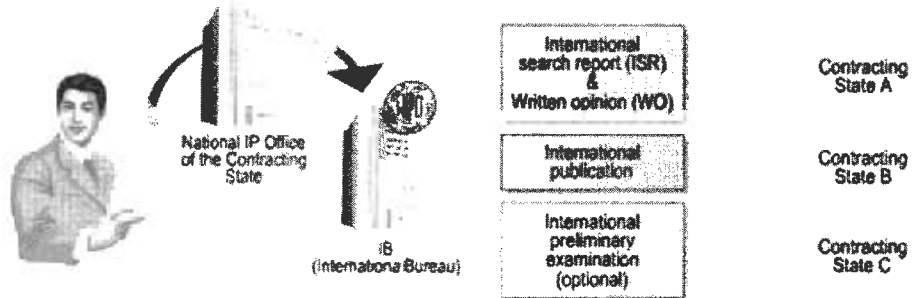 National IP Office
of the Contracting
State
IB
(Internationa Bureau)
International
search report (ISR)
&
Written opinion (WO)
International
publication
International
preliminary
examination
(optional)
Contracting
State A
Contracting
State B
Contracting
State C